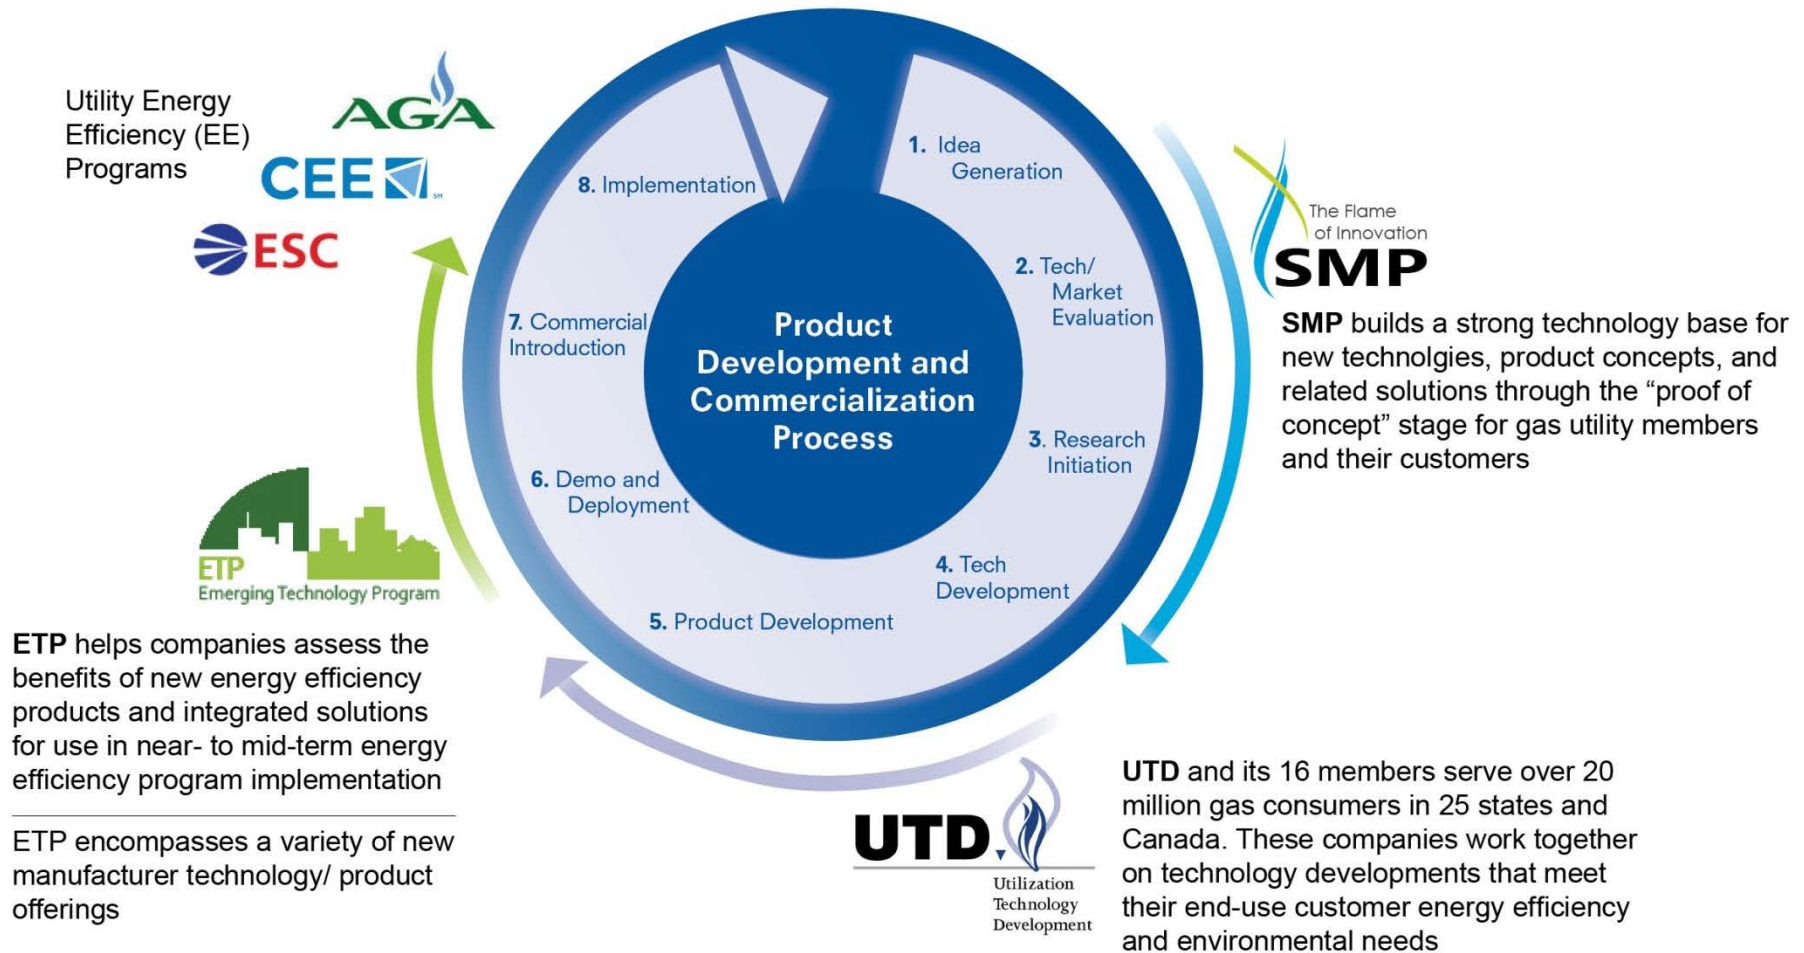 Utility Energy
Efficiency (EE)
Programs
AGA
CEE
SM
ESC
1. Idea
Generation
2. Tech/
Market
Evaluation
3. Research
Initiation
4. Tech
Development
5. Product Development
6. Demo and
Deployment
7. Commercial
Introduction
8. Implementation
Product
Development and
Commercialization
Process
The Flame
of Innovation
SMP
SMP builds a strong technology base for
new technolgies, product concepts, and
related solutions through the “proof of
concept” stage for gas utility members
and their customers
ETP
Emerging Technology Program
ETP helps companies assess the
benefits of new energy efficiency
products and integrated solutions
for use in near- to mid-term energy
efficiency program implementation
ETP encompasses a variety of new
manufacturer technology/ product
offerings
UTD
Utilization
Technology
Development
UTD and its 16 members serve over 20
million gas consumers in 25 states and
Canada. These companies work together
on technology developments that meet
their end-use customer energy efficiency
and environmental needs